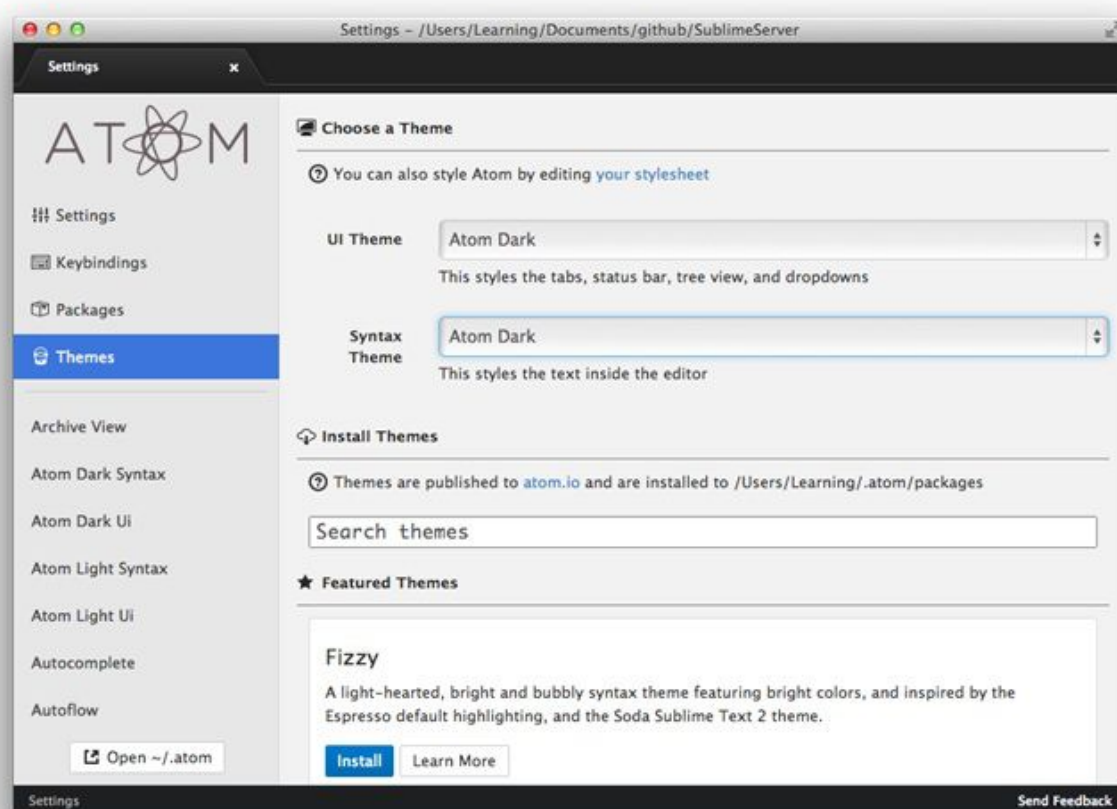 Settings - /Users/Learning/Documents/github/SublimeServer
Settings
ATOM
Settings
Keybindings
Packages
Themes
Archive View
Atom Dark Syntax
Atom Dark Ui
Atom Light Syntax
Atom Light Ui
Autocomplete
Autoflow
Open ~/.atom
Choose a Theme
You can also style Atom by editing your stylesheet
UI Theme
Atom Dark
This styles the tabs, status bar, tree view, and dropdowns
Syntax
Theme
Atom Dark
This styles the text inside the editor
Install Themes
Themes are published to atom.io and are installed to /Users/Learning/.atom/packages
Search themes
Featured Themes
Fizzy
A light-hearted, bright and bubbly syntax theme featuring bright colors, and inspired by the
Espresso default highlighting, and the Soda Sublime Text 2 theme.
Install
Learn More
Settings
Send Feedback